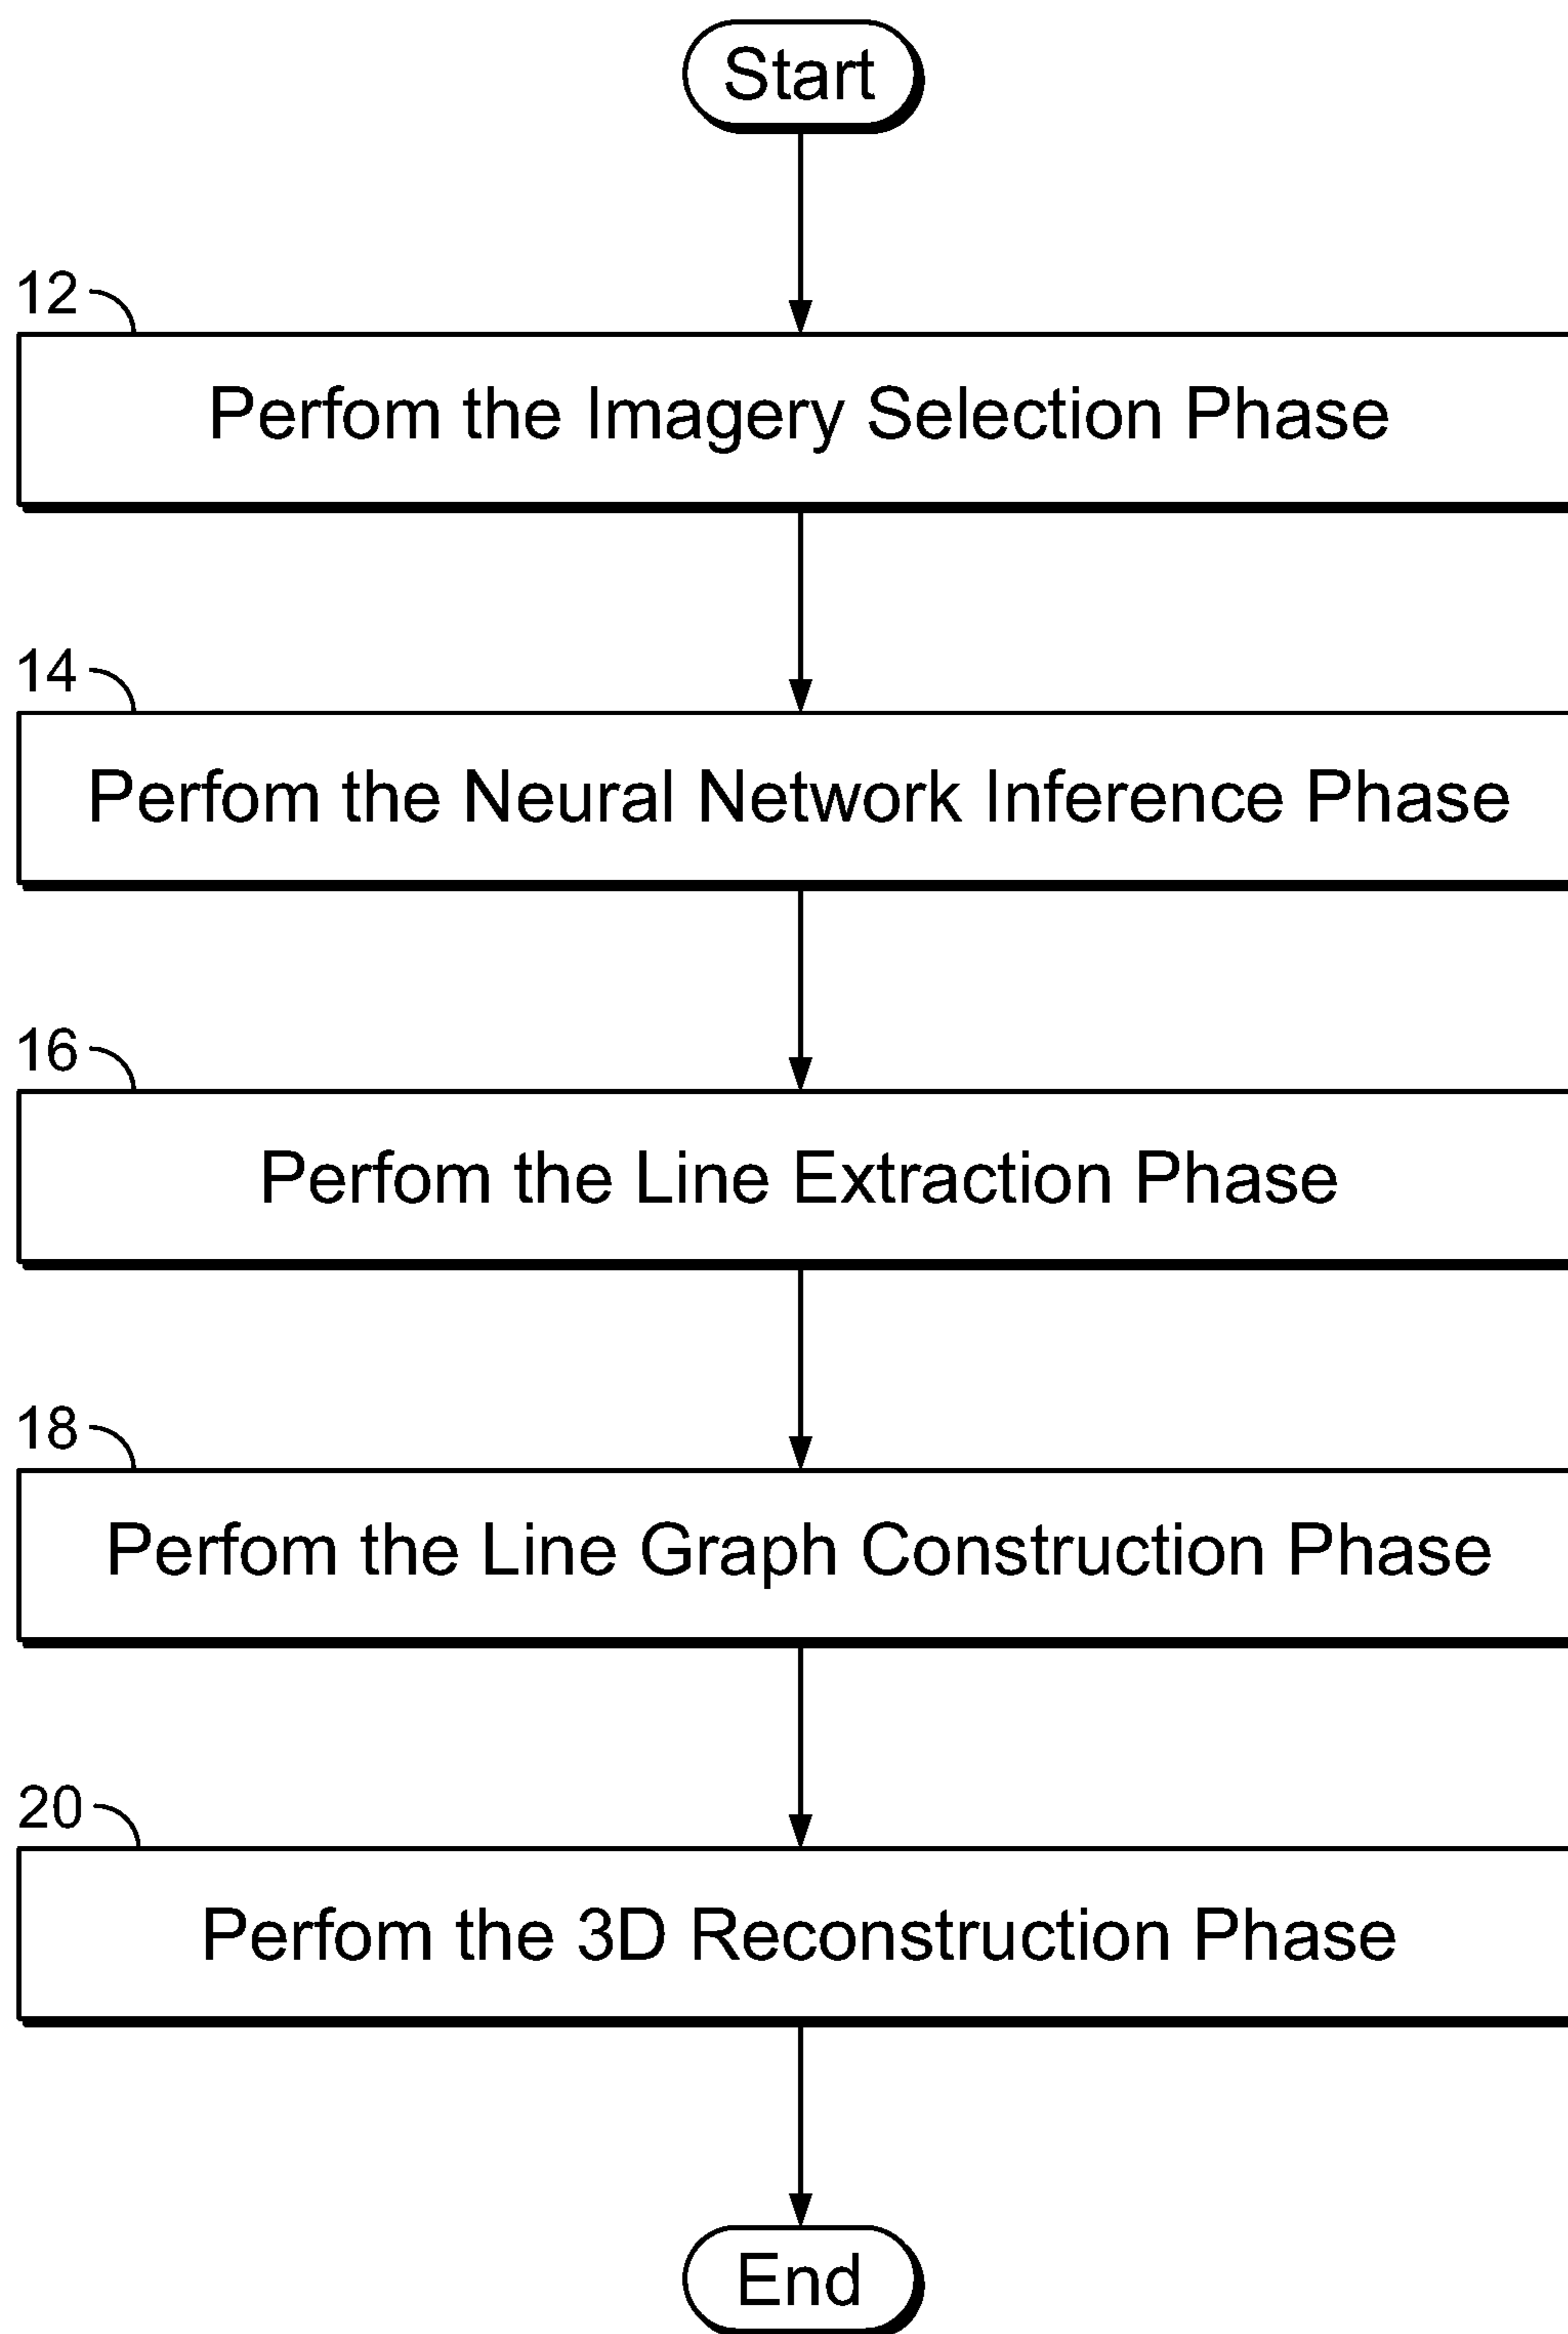 Start
12
Perfom the Imagery Selection Phase
14
Perfom the Neural Network Inference Phase
16
Perfom the Line Extraction Phase
18
Perfom the Line Graph Construction Phase
20
Perfom the 3D Reconstruction Phase
End